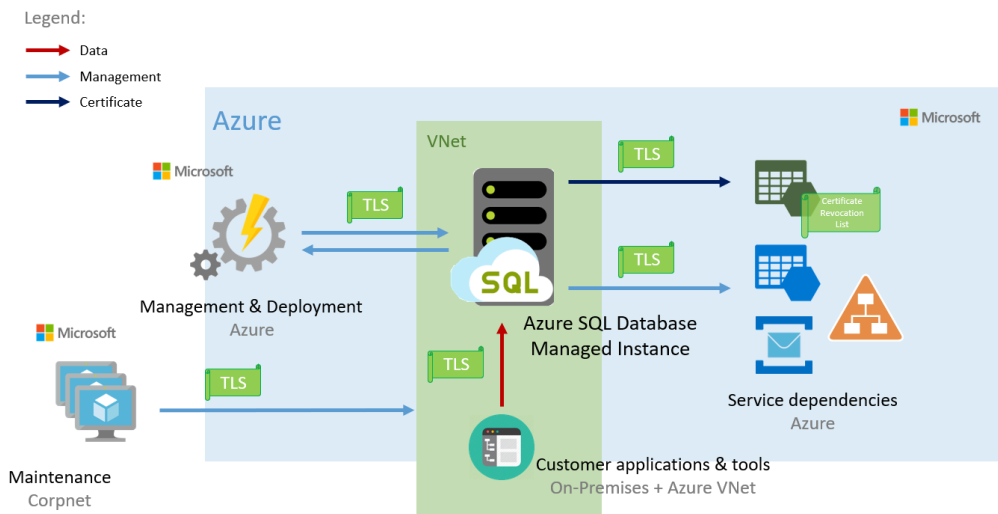 Legend:
Data
Management
Certificate
Azure
Microsoft
VNet
TLS
Microsoft
TLS
Certificate
Revocation
List
TLS
SQL
Management & Deployment
Azure
Azure SQL Database
Managed Instance
Microsoft
TLS
TLS
Service dependencies
Azure
Customer applications & tools
On-Premises + Azure VNet
Maintenance
Corpnet